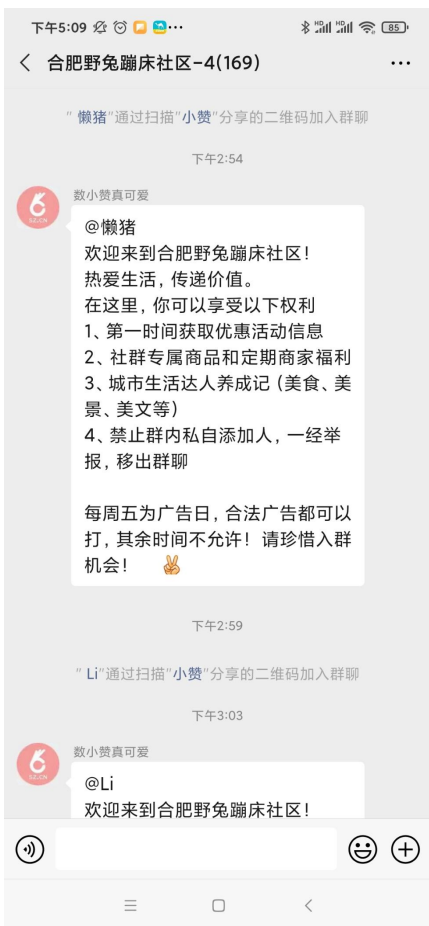 下午5:09
85
合肥野兔蹦床社区-4(169)
"懒猪"通过扫描"小赞"分享的二维码加入群聊
下午2:54
数小赞真可爱
SZ.CN
@懒猪
欢迎来到合肥野兔蹦床社区！
热爱生活，传递价值。
在这里，你可以享受以下权利
1、第一时间获取优惠活动信息
2、社群专属商品和定期商家福利
3、城市生活达人养成记（美食、美
景、美文等）
4、禁止群内私自添加人，一经举
报，移出群聊
每周五为广告日，合法广告都可以
打，其余时间不允许！请珍惜入群
机会！
下午2:59
"Li"通过扫描"小赞"分享的二维码加入群聊
下午3:03
数小赞真可爱
SZ.CN
@Li
欢迎来到合肥野兔蹦床社区！